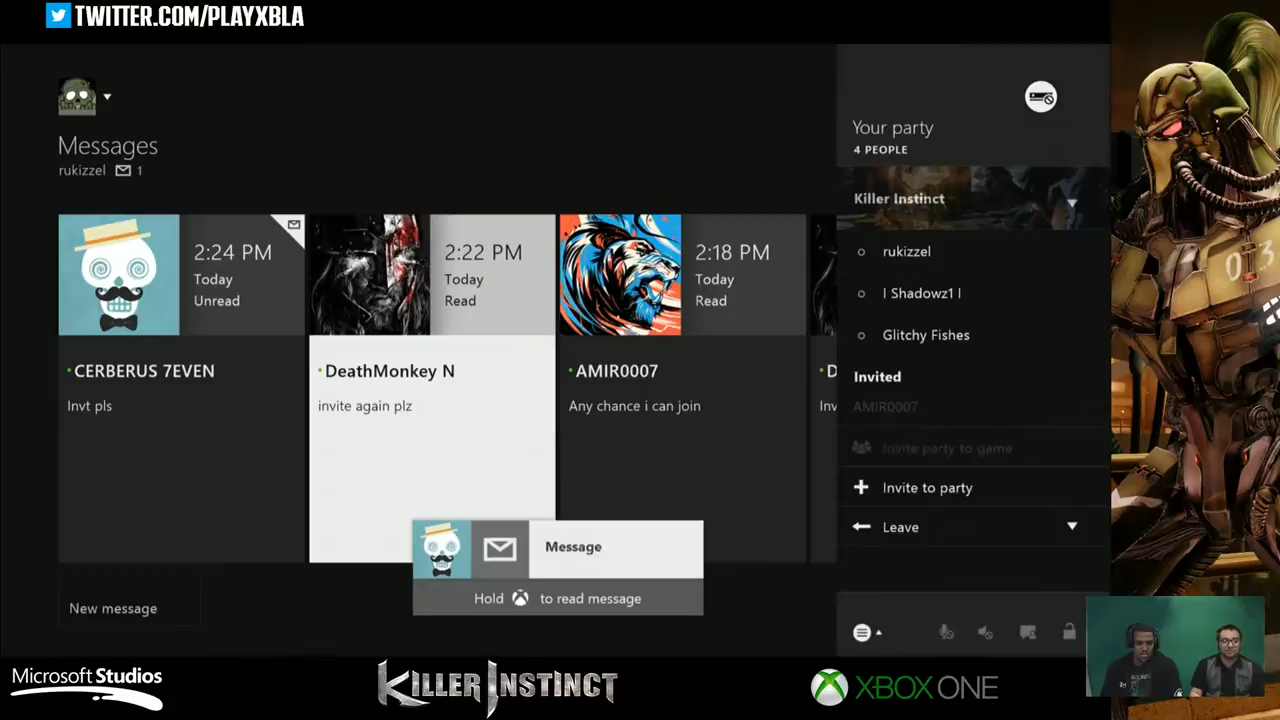 TWITTER.COM/PLAYXBLA
Messages
rukizzel 1
2:24 PM
Today
Unread
CERBERUS 7EVEN
Invt pls
2:22 PM
Today
Read
DeathMonkey N
invite again plz
2:18 PM
Today
Read
AMIR0007
Any chance i can join
D
Inv
Message
Hold to read message
New message
Your party
4 PEOPLE
Killer Instinct
rukizzel
I Shadowz1 I
Glitchy Fishes
Invited
AMIR0007
Invite party to game
Invite to party
Leave
03
Microsoft Studios
KILLER INSTINCT
XBOX ONE